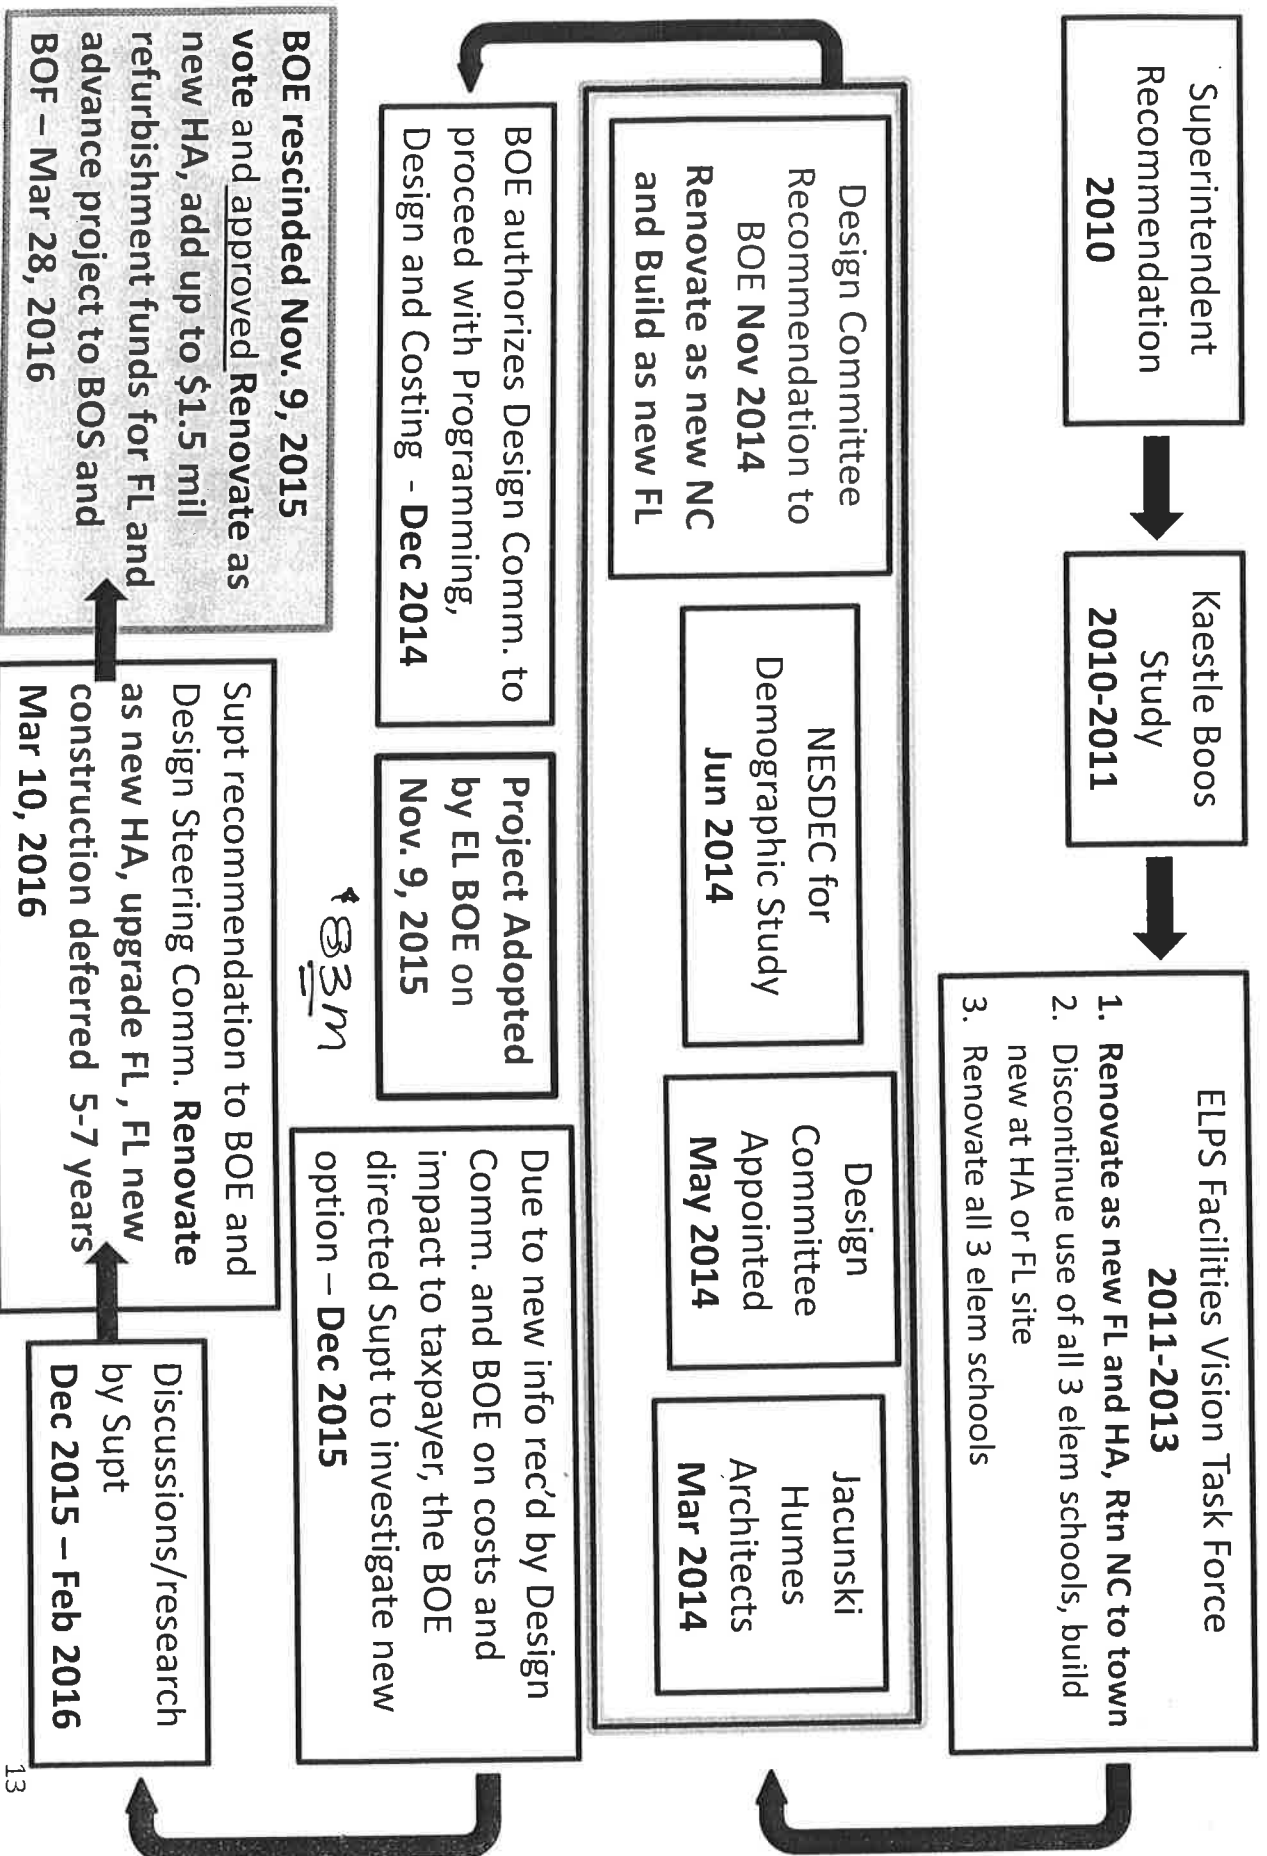 Superintendent
Recommendation
2010
Kaestle Boos
Study
2010-2011
ELPS Facilities Vision Task Force
2011-2013
1. Renovate as new FL and HA, Rtn NC to town
2. Discontinue use of all 3 elem schools, build
new at HA or FL site
3. Renovate all 3 elem schools
Design Committee
Recommendation to
BOE Nov 2014
Renovate as new NC
and Build as new FL
NESDEC for
Demographic Study
Jun 2014
Design
Committee
Appointed
May 2014
Jacunski
Humes
Architects
Mar 2014
BOE authorizes Design Comm. to
proceed with Programming,
Design and Costing - Dec 2014
Project Adopted
by EL BOE on
Nov. 9, 2015
$83M
Due to new info rec'd by Design
Comm. and BOE on costs and
impact to taxpayer, the BOE
directed Supt to investigate new
option – Dec 2015
BOE rescinded Nov. 9, 2015
vote and approved Renovate as
new HA, add up to $1.5 mil
refurbishment funds for FL and
advance project to BOS and
BOF – Mar 28, 2016
Supt recommendation to BOE and
Design Steering Comm. Renovate
as new HA, upgrade FL , FL new
construction deferred 5-7 years
Mar 10, 2016
Discussions/research
by Supt
Dec 2015 – Feb 2016
13